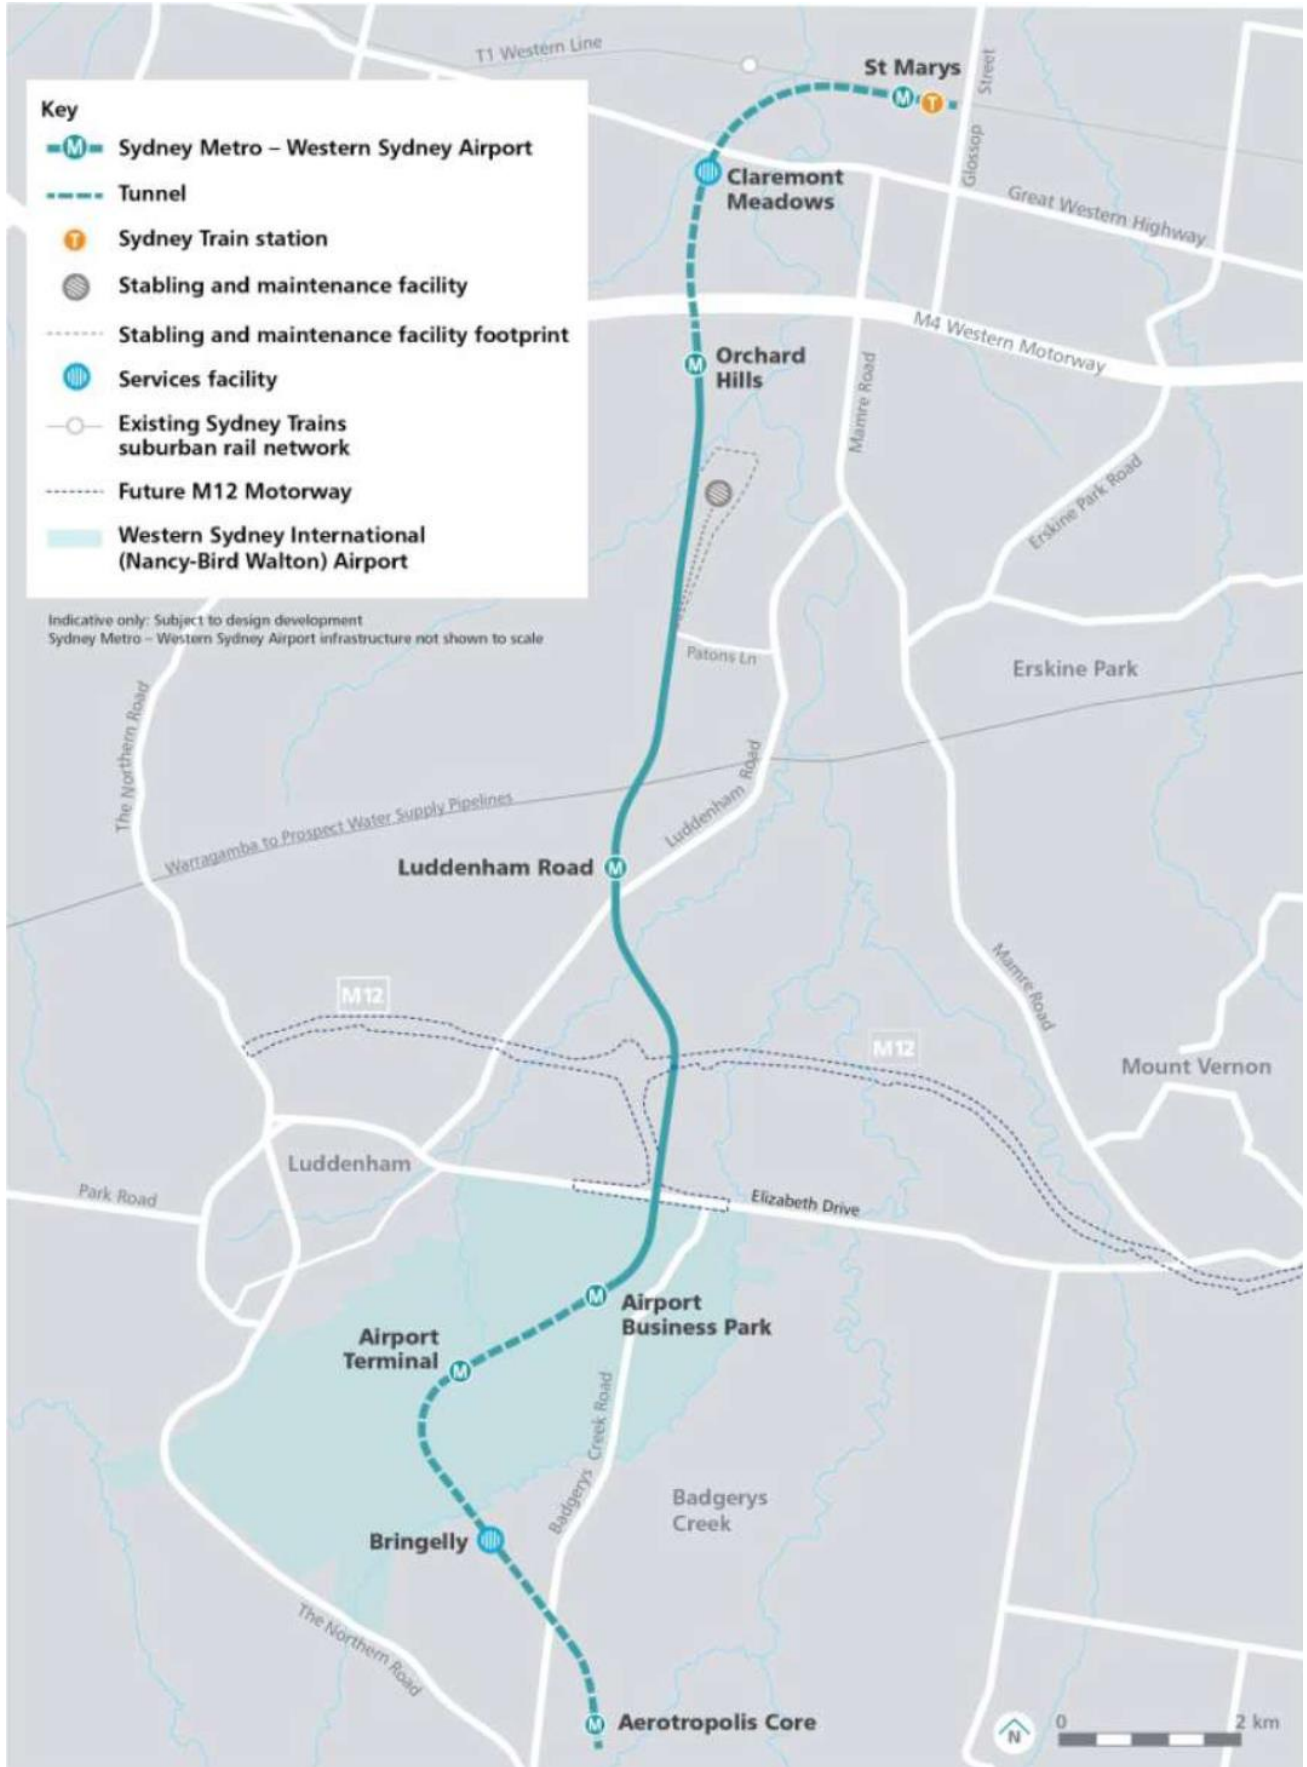 T1 Western Line
St Marys
Glossop
Street
Key
M
Sydney Metro – Western Sydney Airport
Tunnel
T
Sydney Train station
Stabling and maintenance facility
Stabling and maintenance facility footprint
Services facility
Existing Sydney Trains
suburban rail network
Future M12 Motorway
Western Sydney International
(Nancy-Bird Walton) Airport
Indicative only: Subject to design development
Sydney Metro – Western Sydney Airport infrastructure not shown to scale
M
T
Claremont
Meadows
Great Western Highway
M4 Western Motorway
M
Orchard
Hills
Mamre Road
Erskine Park Road
Patons Ln
Erskine Park
The Northern Road
Luddenham Road
Warragamba to Prospect Water Supply Pipelines
Luddenham Road
M
Mamre Road
M12
M12
Mount Vernon
Luddenham
Park Road
Elizabeth Drive
M
Airport
Business Park
Airport
Terminal
M
Badgerys Creek Road
Badgerys
Creek
Bringelly
The Northern Road
M
Aerotropolis Core
N
0
2 km